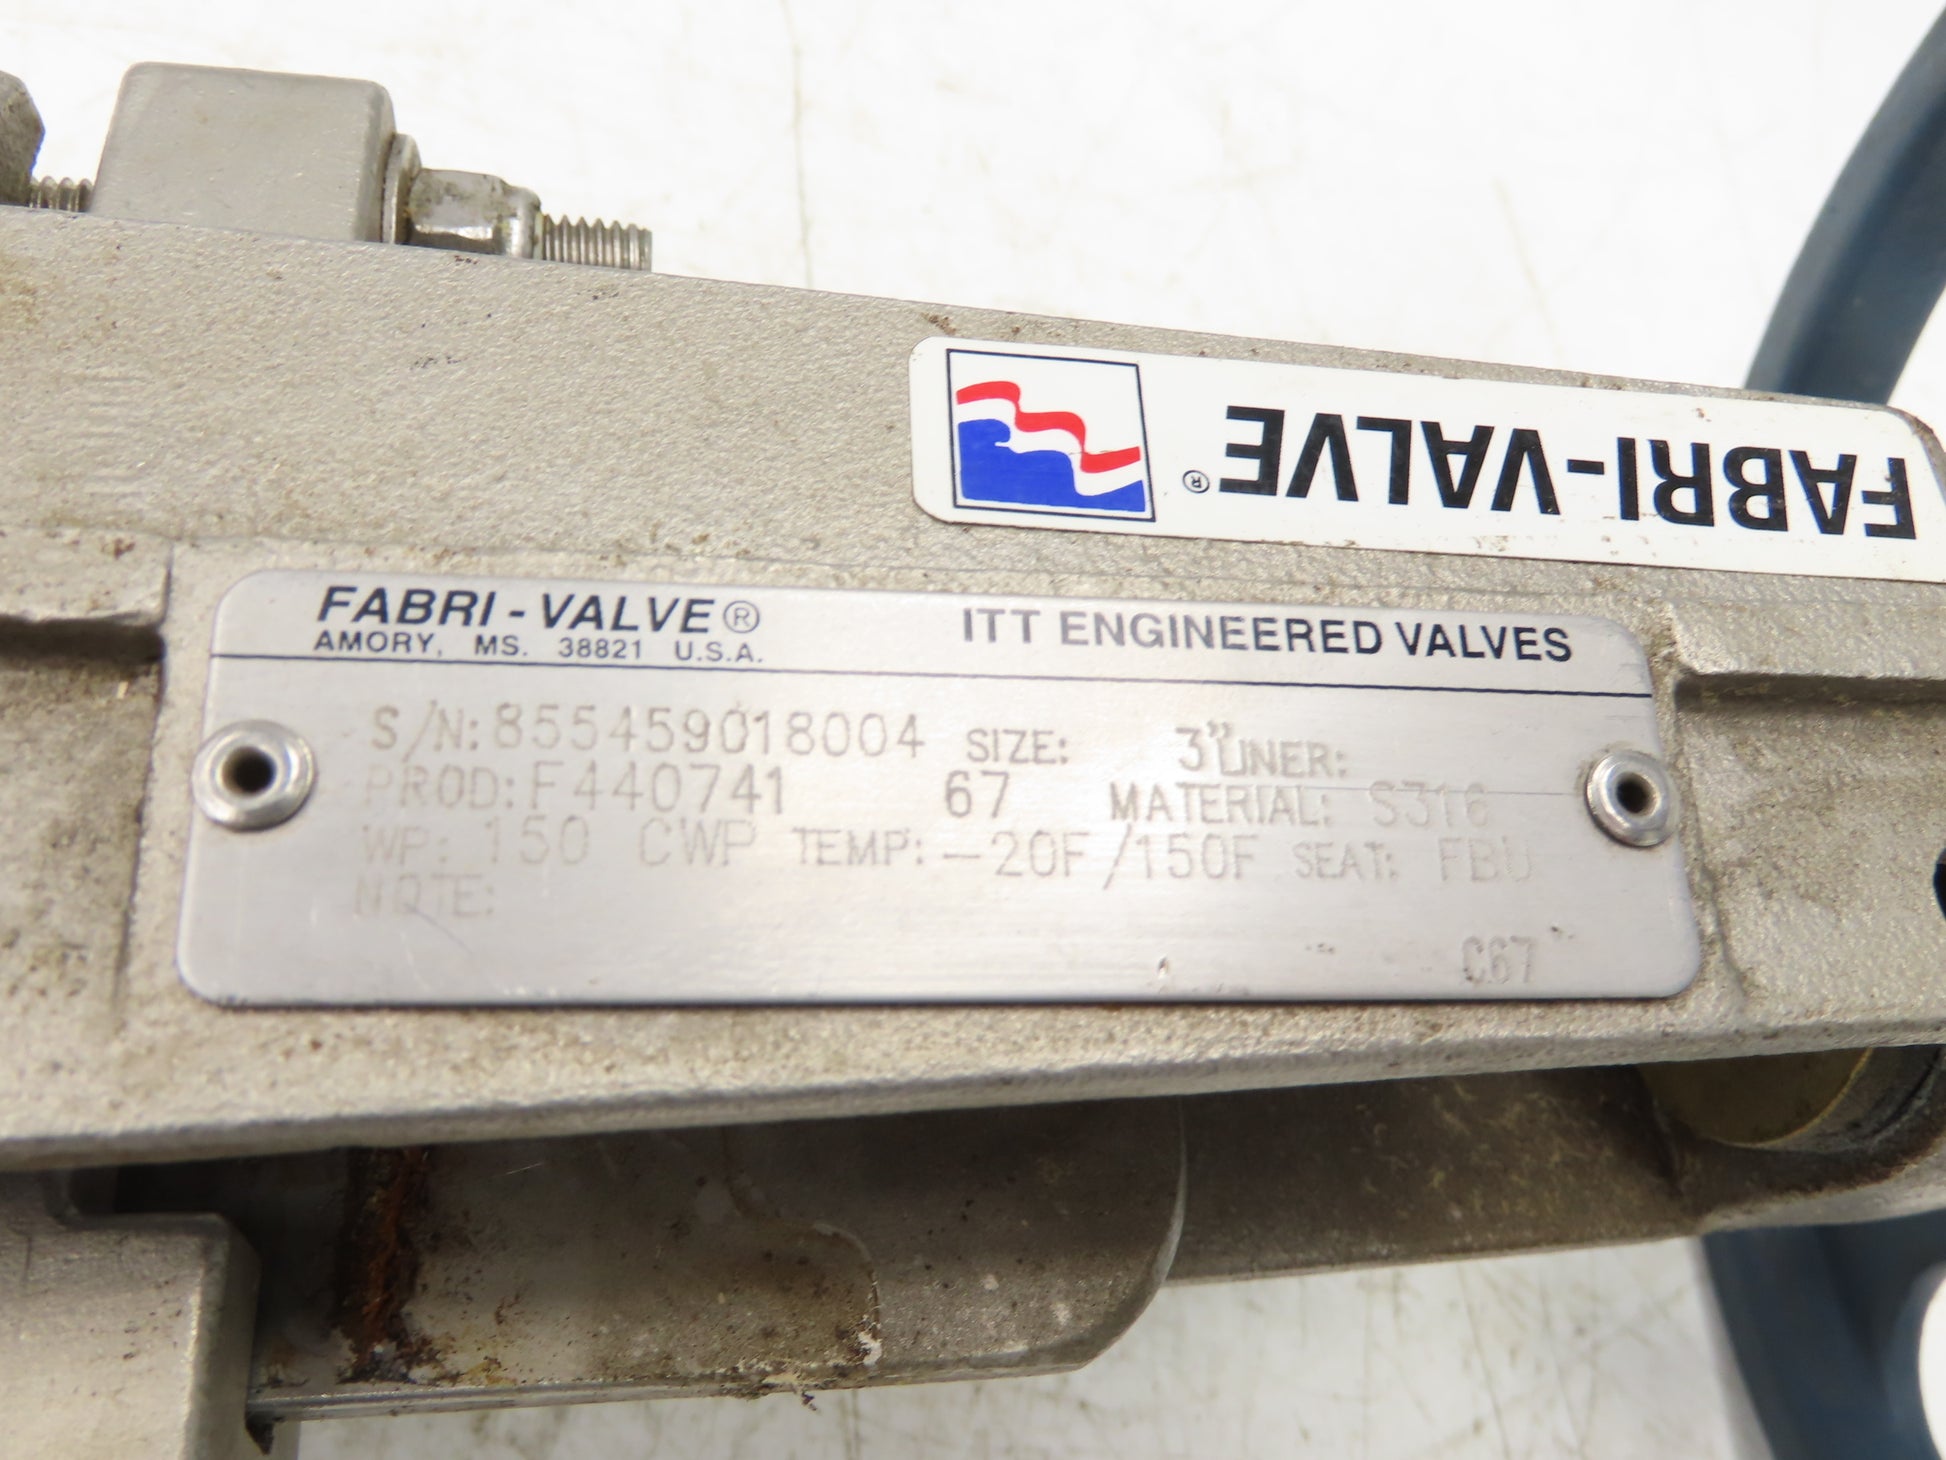 FABRI-VALVE®
FABRI-VALVE® ITT ENGINEERED VALVES
AMORY, MS. 38821 U.S.A.
S/N: 855459018004 SIZE: 3" LINER:
PROD: F440741 67 MATERIAL: S316
WP: 150 CWP TEMP: -20F/150F SEAT: FBU
NOTE:
C67